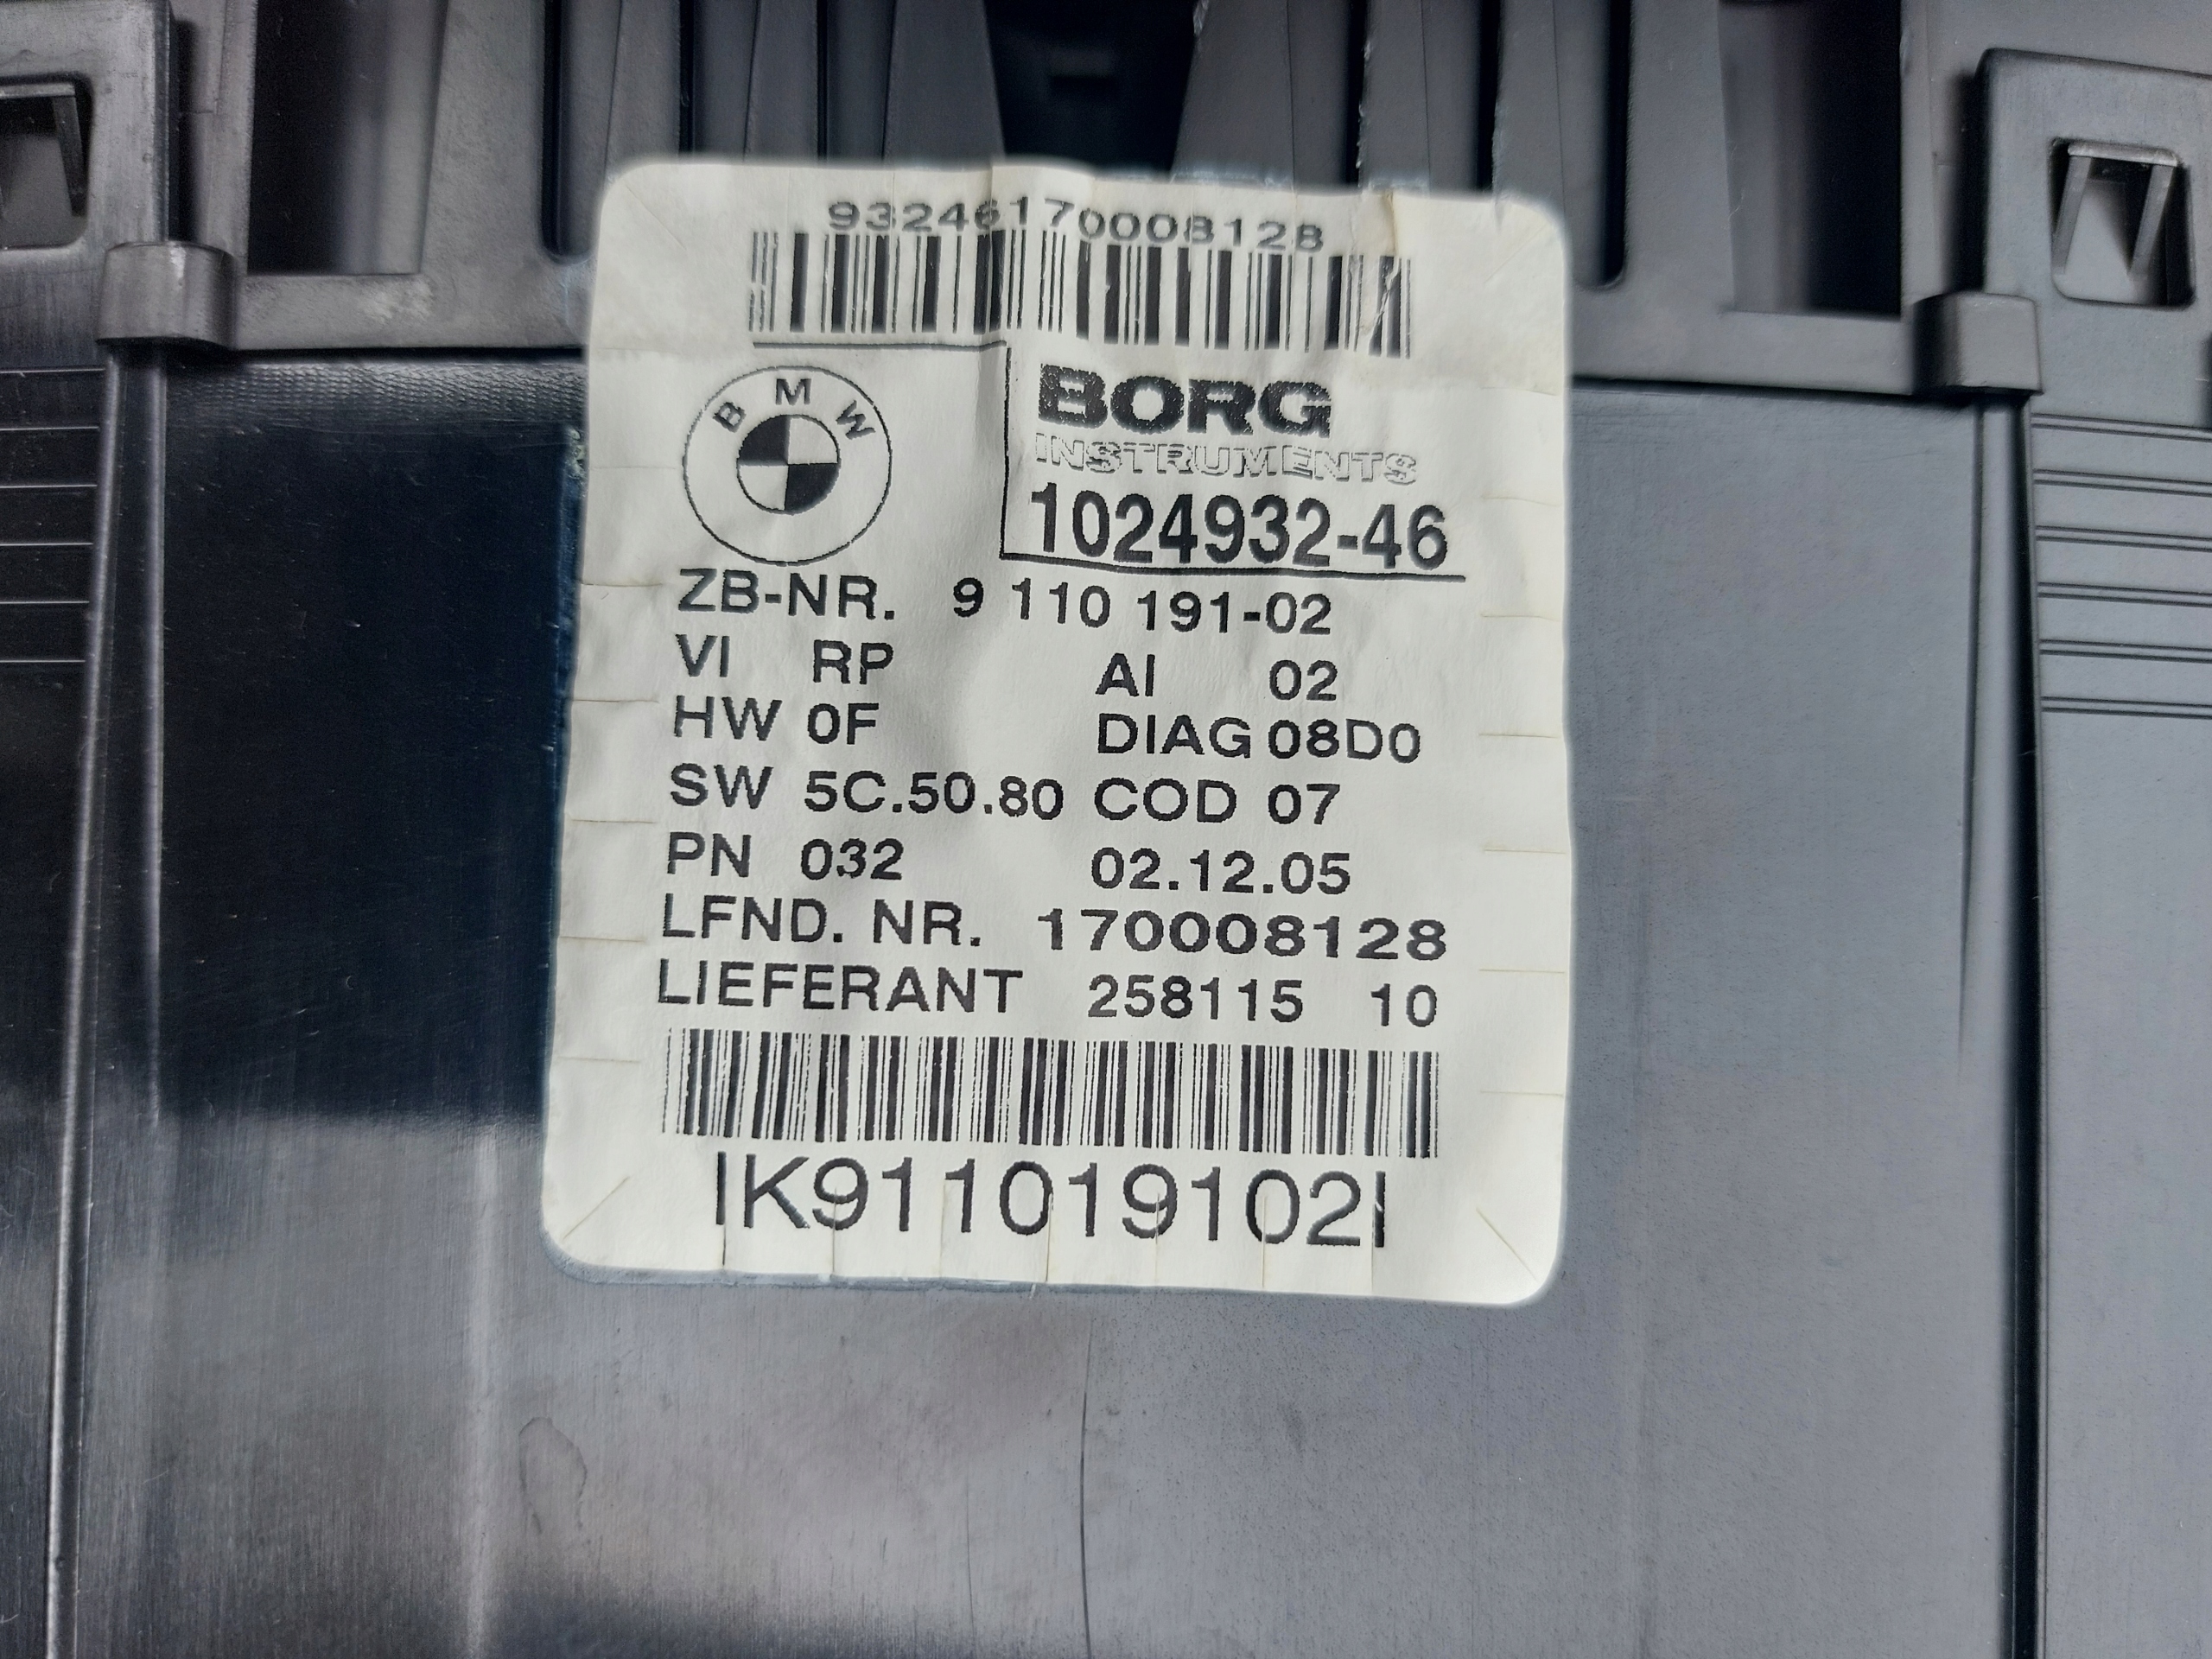 93246170008128
BMW
BORG
INSTRUMENTS
1024932-46
ZB-NR. 9 110 191-02
VI RP AI 02
HW 0F DIAG 08D0
SW 5C.50.80 COD 07
PN 032 02.12.05
LFND. NR. 170008128
LIEFERANT 258115 10
IK911019102I